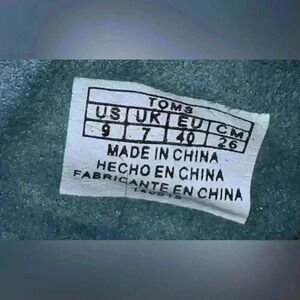 TOMS
US UK EU CM
9 7 40 26
MADE IN CHINA
HECHO EN CHINA
FABRICANTE EN CHINA